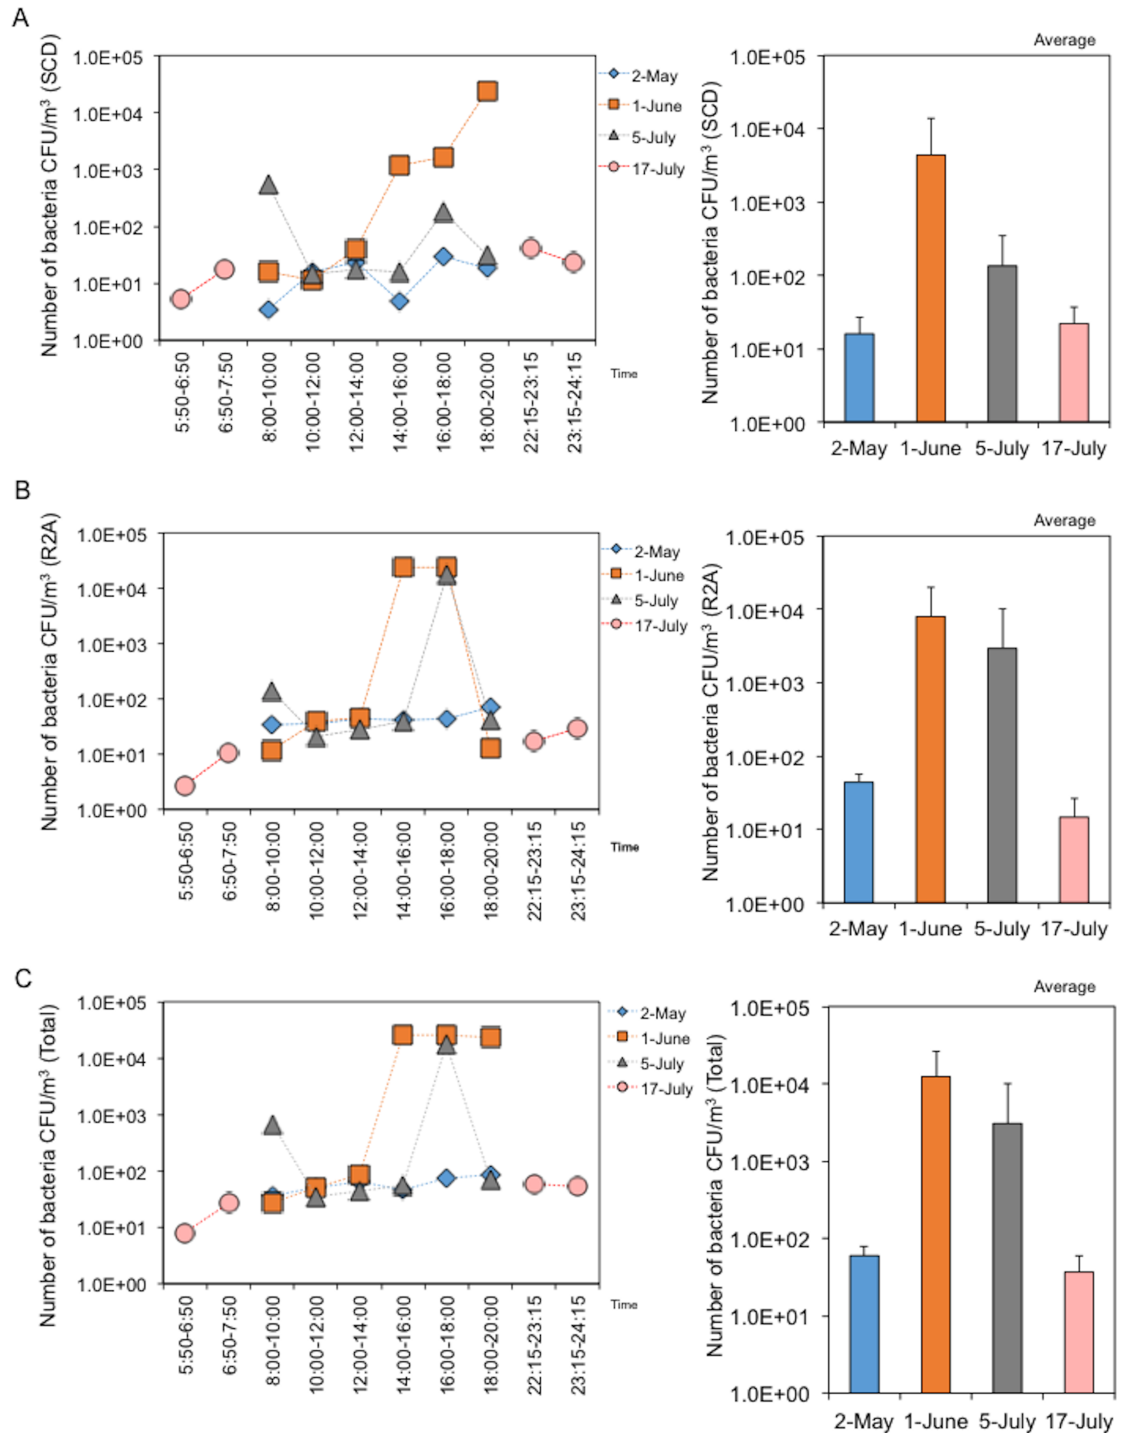 A
Number of bacteria CFU/m³ (SCD)
1.0E+05
1.0E+04
1.0E+03
1.0E+02
1.0E+01
1.0E+00
5:50-6:50
6:50-7:50
8:00-10:00
10:00-12:00
12:00-14:00
14:00-16:00
16:00-18:00
18:00-20:00
22:15-23:15
23:15-24:15
Time
2-May
1-June
5-July
17-July
Average
Number of bacteria CFU/m³ (SCD)
1.0E+05
1.0E+04
1.0E+03
1.0E+02
1.0E+01
1.0E+00
2-May 1-June 5-July 17-July
B
Number of bacteria CFU/m³ (R2A)
1.0E+05
1.0E+04
1.0E+03
1.0E+02
1.0E+01
1.0E+00
5:50-6:50
6:50-7:50
8:00-10:00
10:00-12:00
12:00-14:00
14:00-16:00
16:00-18:00
18:00-20:00
22:15-23:15
23:15-24:15
Time
2-May
1-June
5-July
17-July
Average
Number of bacteria CFU/m³ (R2A)
1.0E+05
1.0E+04
1.0E+03
1.0E+02
1.0E+01
1.0E+00
2-May 1-June 5-July 17-July
C
Number of bacteria CFU/m³ (Total)
1.0E+05
1.0E+04
1.0E+03
1.0E+02
1.0E+01
1.0E+00
5:50-6:50
6:50-7:50
8:00-10:00
10:00-12:00
12:00-14:00
14:00-16:00
16:00-18:00
18:00-20:00
22:15-23:15
23:15-24:15
Time
2-May
1-June
5-July
17-July
Average
Number of bacteria CFU/m³ (Total)
1.0E+05
1.0E+04
1.0E+03
1.0E+02
1.0E+01
1.0E+00
2-May 1-June 5-July 17-July